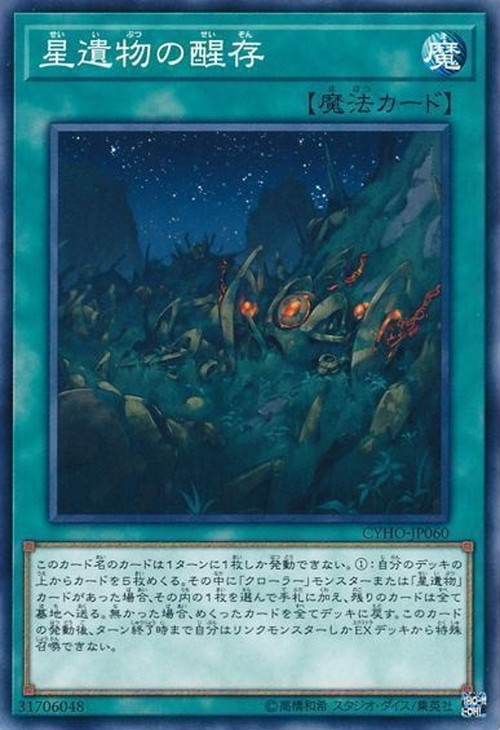 星遺物の醒存
魔
【魔法カード】
CYHO-JP060
このカード名のカードは1ターンに1枚しか発動できない。①:自分のデッキの
上からカードを5枚めくる。その中に「クローラー」モンスターまたは「星遺物」
カードがあった場合、その内の1枚を選んで手札に加え、残りのカードは全て
墓地へ送る。無かった場合、めくったカードを全てデッキに戻す。このカード
の発動後、ターン終了時まで自分はリンクモンスターしかEXデッキから特殊
召喚できない。
31706048
©高橋和希 スタジオ・ダイス/集英社